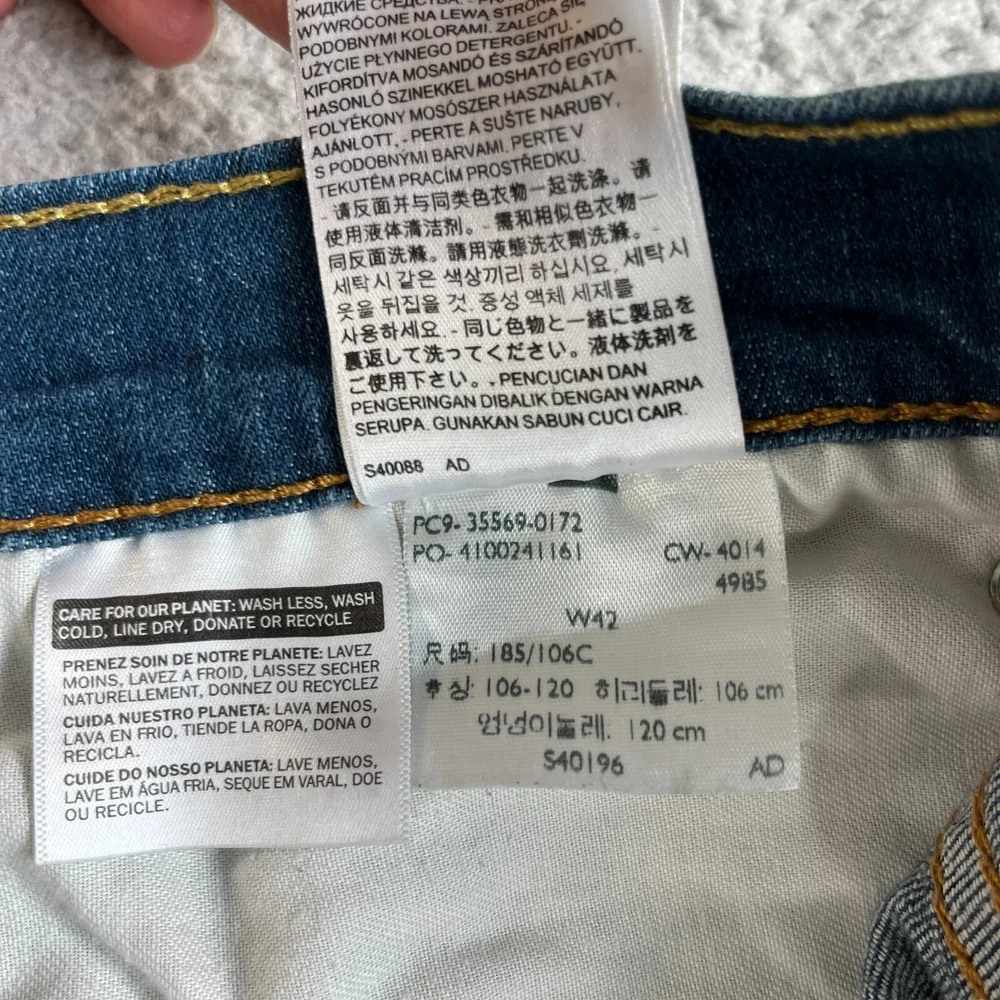 ЖИДКИЕ СРЕДСТВА. -
WYWRÓCONE NA LEWĄ STRONĘ
PODOBNYMI KOLORAMI. ZALECA SIĘ
UŻYCIE PŁYNNEGO DETERGENTU. -
KIFORDÍTVA MOSANDÓ ÉS SZÁRÍTANDÓ
HASONLÓ SZINEKKEL MOSHATÓ EGYÜTT.
FOLYÉKONY MOSÓSZER HASZNÁLATA
AJÁNLOTT. - PERTE A SUŠTE NARUBY,
S PODOBNÝMI BARVAMI. PERTE V
TEKUTÉM PRACÍM PROSTŘEDKU.
- 请反面并与同类色衣物一起洗涤。请
使用液体清洁剂。- 需和相似色衣物一
同反面洗滌。請用液態洗衣劑洗滌。-
세탁시 같은 색상끼리 하십시요. 세탁시
옷을 뒤집을 것. 중성 액체 세제를
사용하세요. - 同じ色物と一緒に製品を
裏返して洗ってください。液体洗剤を
ご使用下さい。- PENCUCIAN DAN
PENGERINGAN DIBALIK DENGAN WARNA
SERUPA. GUNAKAN SABUN CUCI CAIR.
S40088 AD
PC9-35569-0172
PO-4100241161 CW-4014
4985
W42
尺码: 185/106C
106-120 허리둘레: 106 cm
120 cm
S40196 AD
CARE FOR OUR PLANET: WASH LESS, WASH
COLD, LINE DRY, DONATE OR RECYCLE
PRENEZ SOIN DE NOTRE PLANETE: LAVEZ
MOINS, LAVEZ A FROID, LAISSEZ SECHER
NATURELLEMENT, DONNEZ OU RECYCLEZ
CUIDA NUESTRO PLANETA: LAVA MENOS,
LAVA EN FRIO, TIENDE LA ROPA, DONA O
RECICLA.
CUIDE DO NOSSO PLANETA: LAVE MENOS,
LAVE EM ÁGUA FRIA, SEQUE EM VARAL, DOE
OU RECICLE.